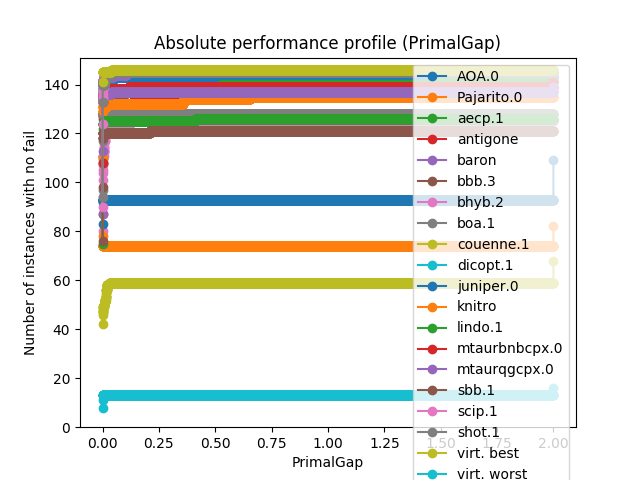 Absolute performance profile (PrimalGap)
Number of instances with no fail
140
120
100
80
60
40
20
0
0.00 0.25 0.50 0.75 1.00 1.25 1.50 1.75 2.00
PrimalGap
AOA.0
Pajarito.0
aecp.1
antigone
baron
bbb.3
bhyb.2
boa.1
couenne.1
dicopt.1
juniper.0
knitro
lindo.1
mtaurbnbcpx.0
mtaurqgcpx.0
sbb.1
scip.1
shot.1
virt. best
virt. worst